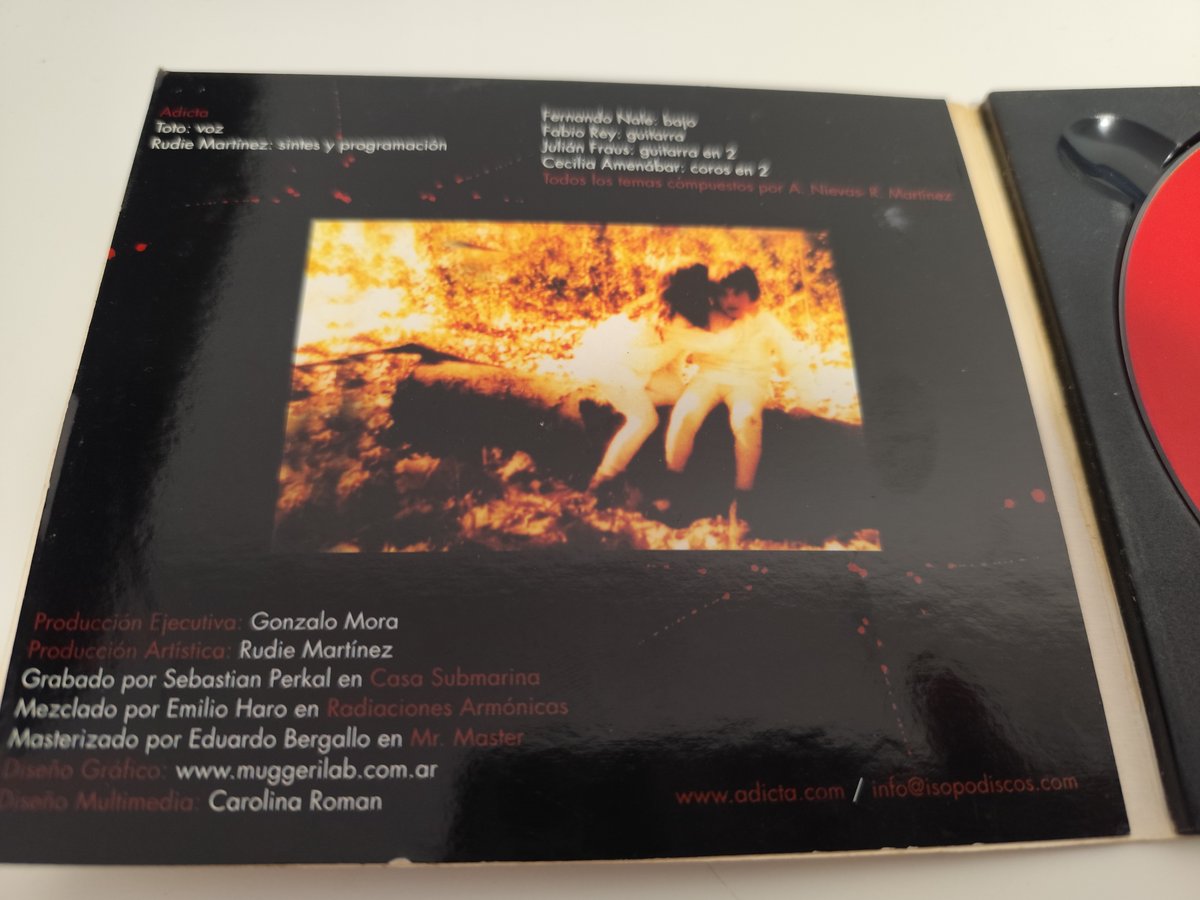 Adicta
Toto: voz
Rudie Martínez: sintes y programación
Fernando Nale: bajo
Fabio Rey: guitarra
Julián Fraus: guitarra en 2
Cecilia Amenábar: coros en 2
Todos los temas compuestos por A. Nievas- R. Martínez
Producción Ejecutiva: Gonzalo Mora
Producción Artística: Rudie Martínez
Grabado por Sebastian Perkal en Casa Submarina
Mezclado por Emilio Haro en Radiaciones Armónicas
Masterizado por Eduardo Bergallo en Mr. Master
Diseño Gráfico: www.muggerilab.com.ar
Diseño Multimedia: Carolina Roman
www.adicta.com / info@isopodiscos.com